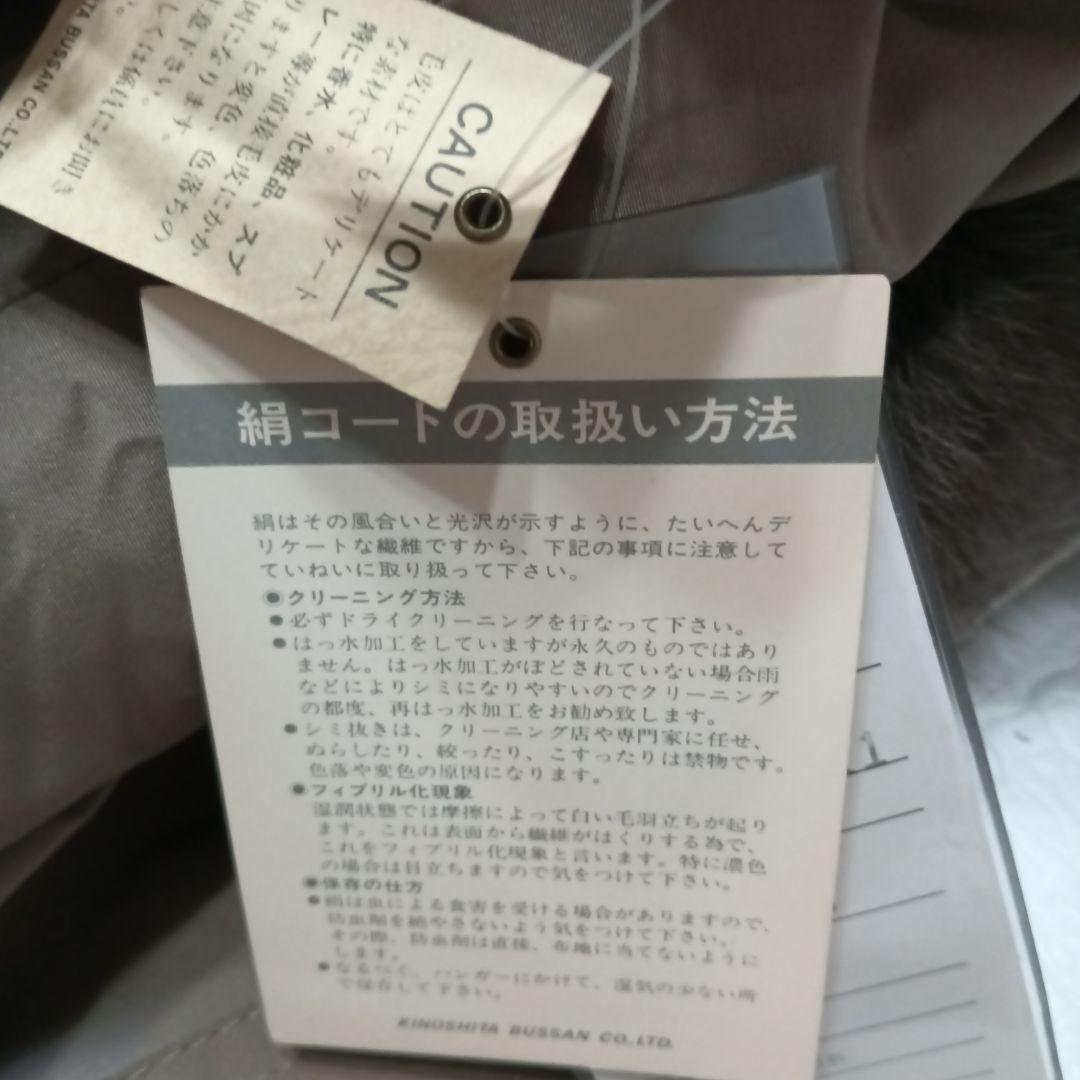 CAUTION
毛皮はとてもデリケート
な素材です。
特に香水、化粧品、スプ
レー等が直接毛皮にかか
りますと変色、色落ちの
になります。
意下さい。
しくは係員にお聞き
TA BUSSAN CO.LTD
絹コートの取扱い方法
絹はその風合いと光沢が示すように、たいへんデ
リケートな繊維ですから、下記の事項に注意して
ていねいに取り扱って下さい。
◉クリーニング方法
●必ずドライクリーニングを行なって下さい。
●はっ水加工をしていますが永久のものではあり
ません。はっ水加工がほどされていない場合雨
などによりシミになりやすいのでクリーニング
の都度、再はっ水加工をお勧め致します。
●シミ抜きは、クリーニング店や専門家に任せ、
ぬらしたり、絞ったり、こすったりは禁物です。
色落や変色の原因になります。
◉フィブリル化現象
湿潤状態では摩擦によって白い毛羽立ちが起り
ます。これは表面から繊維がはくりする為で、
これをフィブリル化現象と言います。特に濃色
の場合は目立ちますので気をつけて下さい。
◉保存の仕方
●絹は虫による食害を受ける場合がありますので、
防虫剤を絶やさないよう気をつけて下さい。
その際、防虫剤は直接、布地に当てないように
します。
●なるべく、ハンガーにかけて、湿気の少ない所
で保存して下さい。
KINOSHITA BUSSAN CO.,LTD.